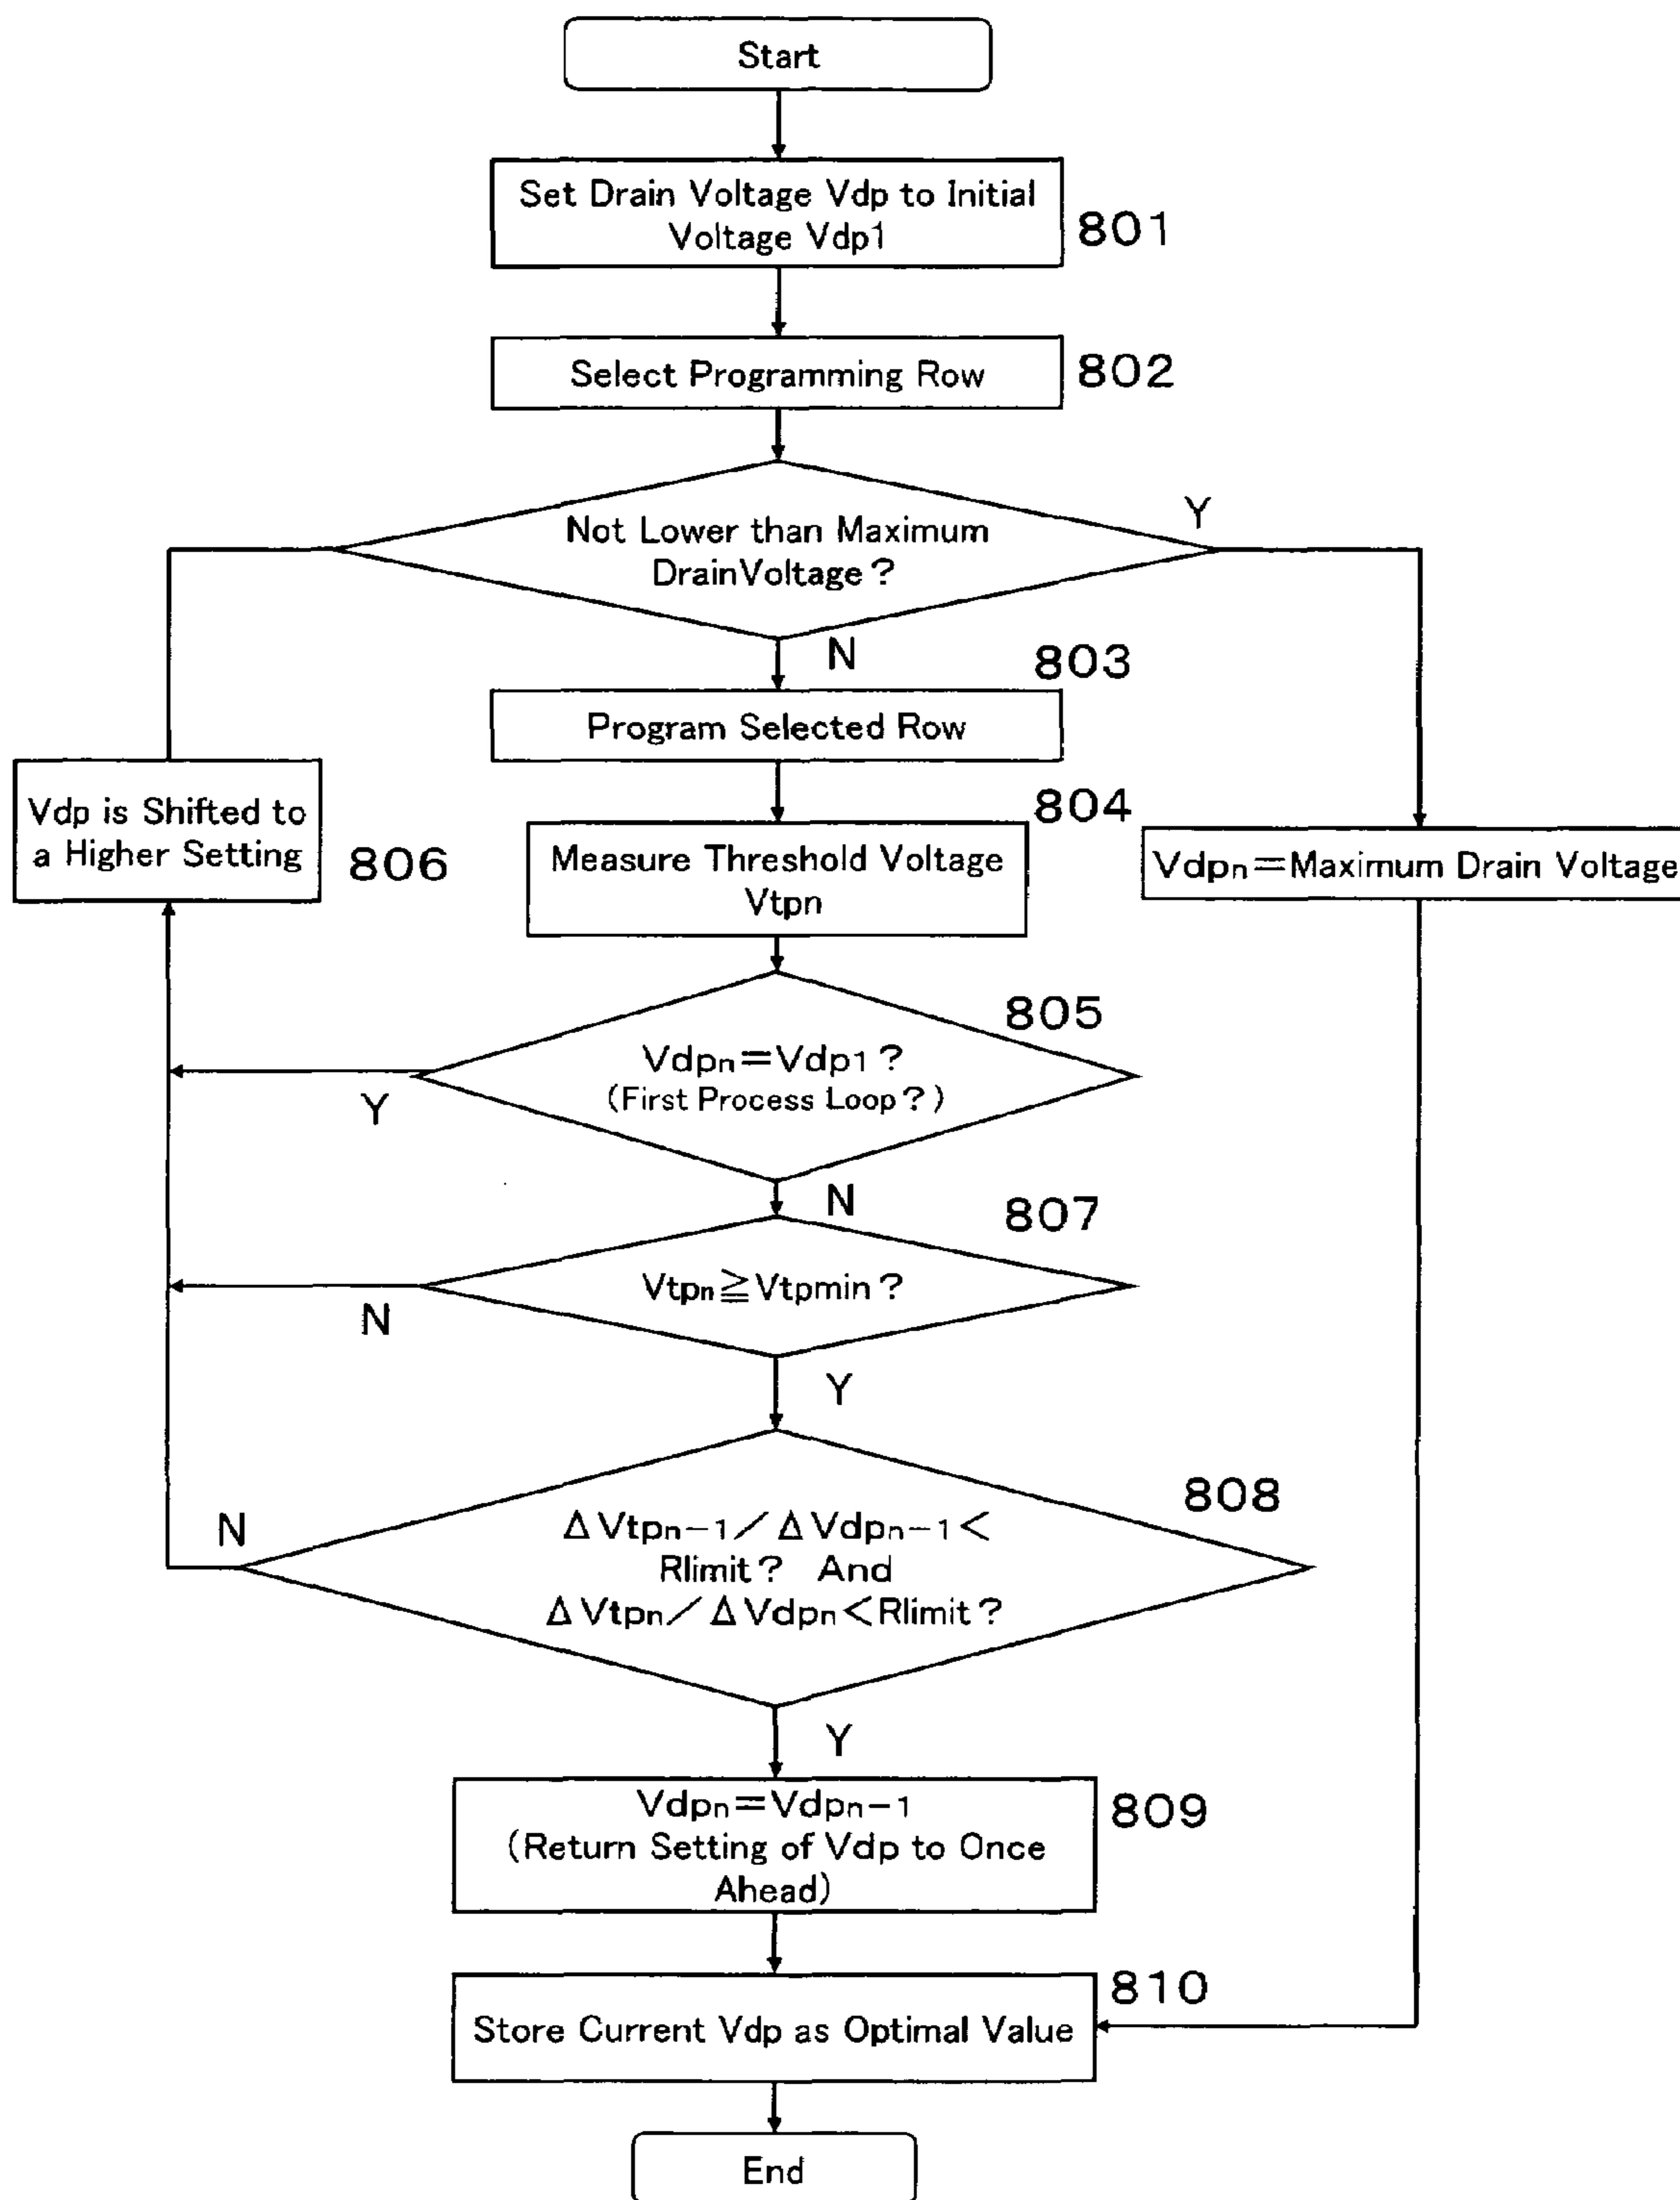 Start
Set Drain Voltage Vdp to Initial
Voltage Vdp1
801
Select Programming Row
802
Not Lower than Maximum
DrainVoltage?
Y
N
803
Program Selected Row
804
Measure Threshold Voltage
Vtpn
Vdp is Shifted to
a Higher Setting
806
Vdpn=Maximum Drain Voltage
805
Vdpn=Vdp1?
(First Process Loop?)
Y
N
807
Vtpn≧Vtpmin?
N
Y
808
ΔVtpn-1/ΔVdpn-1<
Rlimit? And
ΔVtpn/ΔVdpn<Rlimit?
N
Y
Vdpn=Vdpn-1
(Return Setting of Vdp to Once
Ahead)
809
810
Store Current Vdp as Optimal Value
End